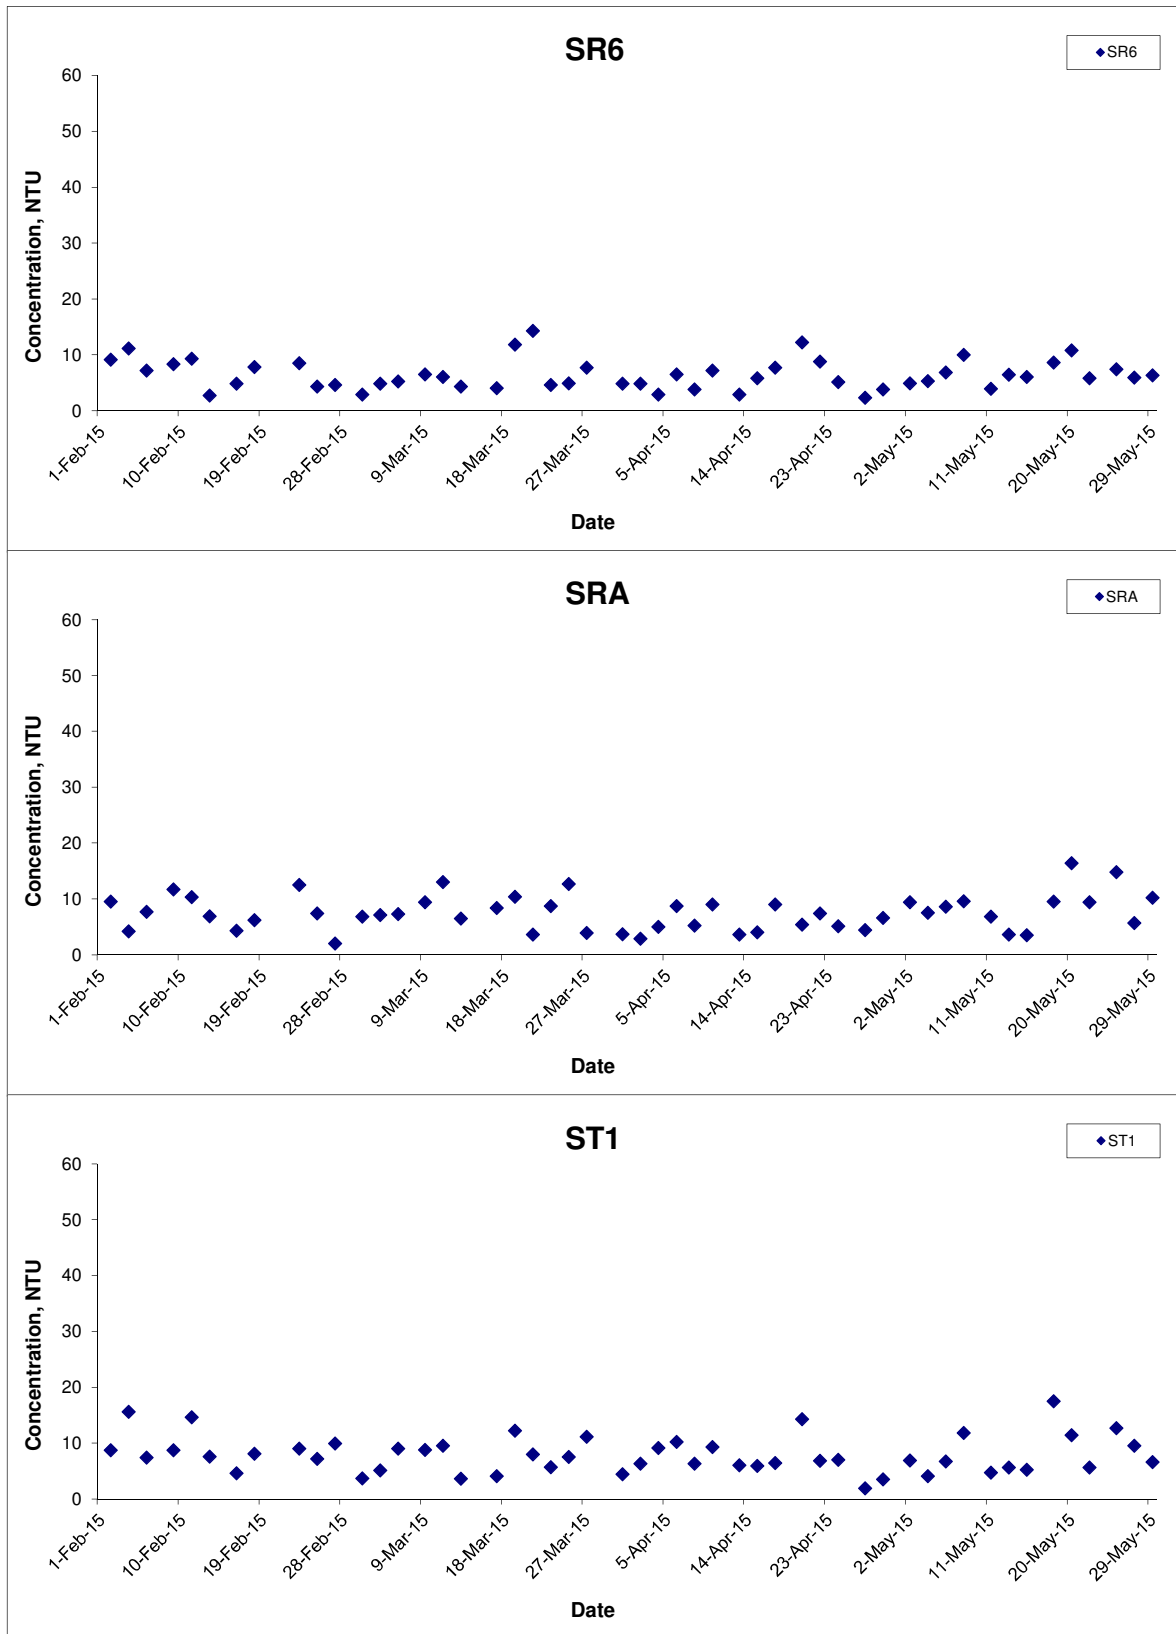 SR6
SR6
60
50
40
30
20
10
0
Concentration, NTU
1-Feb-15
10-Feb-15
19-Feb-15
28-Feb-15
9-Mar-15
18-Mar-15
27-Mar-15
5-Apr-15
14-Apr-15
23-Apr-15
2-May-15
11-May-15
20-May-15
29-May-15
Date
SRA
SRA
60
50
40
30
20
10
0
Concentration, NTU
1-Feb-15
10-Feb-15
19-Feb-15
28-Feb-15
9-Mar-15
18-Mar-15
27-Mar-15
5-Apr-15
14-Apr-15
23-Apr-15
2-May-15
11-May-15
20-May-15
29-May-15
Date
ST1
ST1
60
50
40
30
20
10
0
Concentration, NTU
1-Feb-15
10-Feb-15
19-Feb-15
28-Feb-15
9-Mar-15
18-Mar-15
27-Mar-15
5-Apr-15
14-Apr-15
23-Apr-15
2-May-15
11-May-15
20-May-15
29-May-15
Date